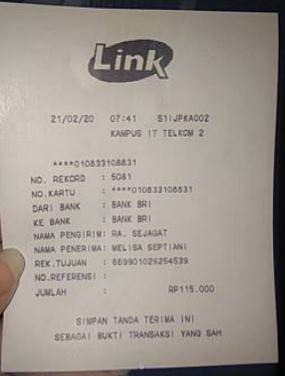 Link
21/02/20 07:41 S1IJPKA002
KAMPUS IT TELKOM 2
****010833108831
NO. REKORD : 5081
NO.KARTU : ****010833108831
DARI BANK : BANK BRI
KE BANK : BANK BRI
NAMA PENGIRIM: RA. SEJAGAT
NAMA PENERIMA: MELISA SEPTIANI
REK.TUJUAN : 669901026254539
NO.REFERENSI :
JUMLAH : RP115.000
SIMPAN TANDA TERIMA INI
SEBAGAI BUKTI TRANSAKSI YANG SAH